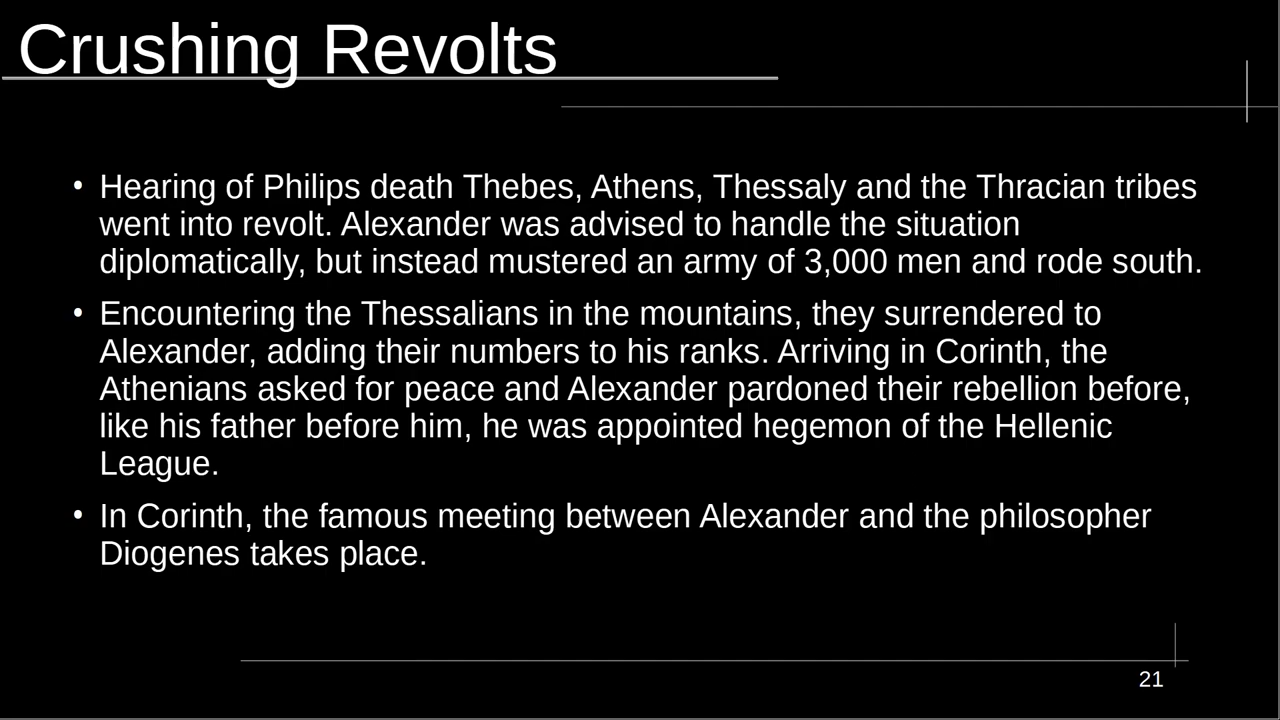 Crushing Revolts
• Hearing of Philips death Thebes, Athens, Thessaly and the Thracian tribes
went into revolt. Alexander was advised to handle the situation
diplomatically, but instead mustered an army of 3,000 men and rode south.
• Encountering the Thessalians in the mountains, they surrendered to
Alexander, adding their numbers to his ranks. Arriving in Corinth, the
Athenians asked for peace and Alexander pardoned their rebellion before,
like his father before him, he was appointed hegemon of the Hellenic
League.
• In Corinth, the famous meeting between Alexander and the philosopher
Diogenes takes place.
21